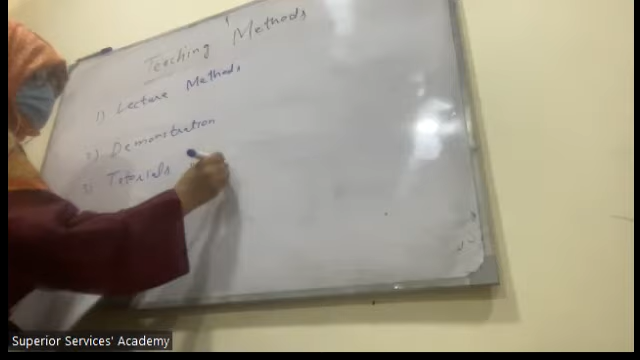 Teaching Methods
1) Lecture Methods
2) Demonstration
3) Tutorials
Superior Services' Academy